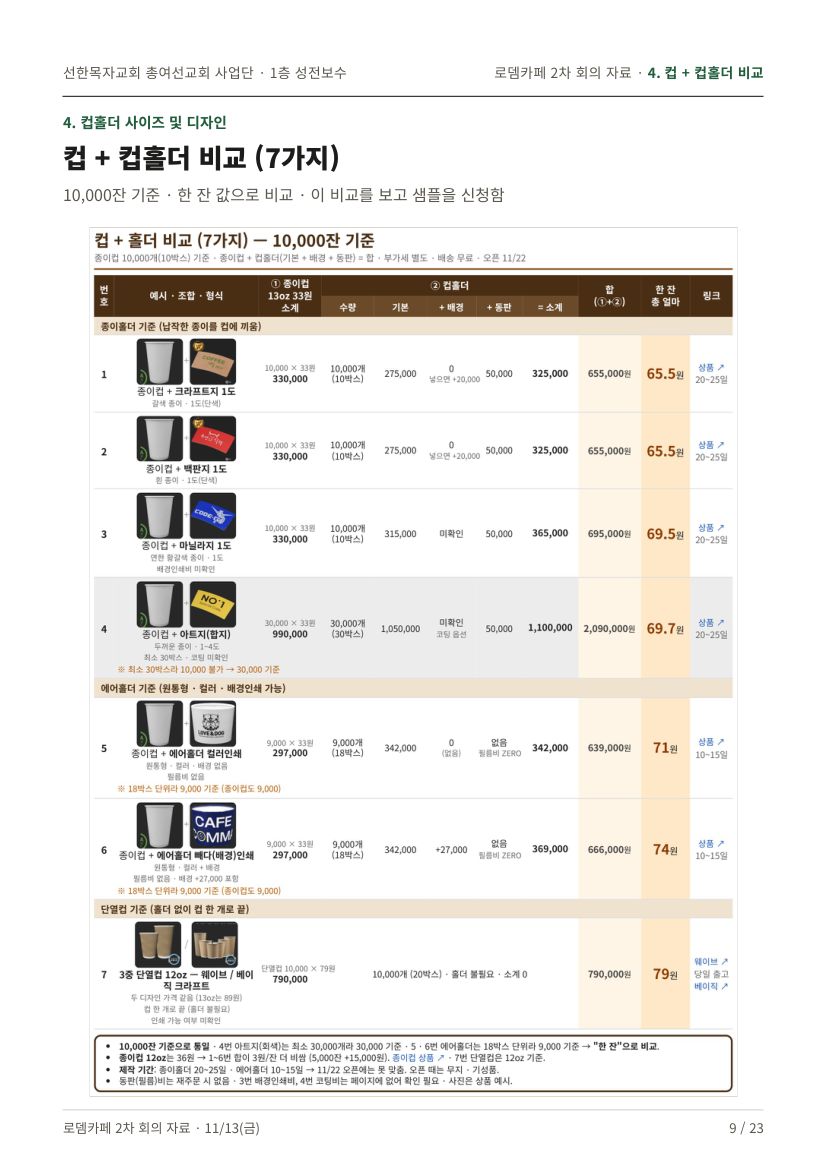 선한목자교회 총여선교회 사업단 · 1층 성전보수
로뎀카페 2차 회의 자료 · 4. 컵 + 컵홀더 비교
4. 컵홀더 사이즈 및 디자인
컵 + 컵홀더 비교 (7가지)
10,000잔 기준 · 한 잔 값으로 비교 · 이 비교를 보고 샘플을 신청함
컵 + 홀더 비교 (7가지) — 10,000잔 기준
종이컵 10,000개(10박스) 기준 · 종이컵 + 컵홀더(기본 + 배경 + 동판) = 합 · 부가세 별도 · 배송 무료 · 오픈 11/22
번호 예시 · 조합 · 형식 ① 종이컵 13oz 33원 소계 ② 컵홀더 합 (①+②) 한 잔 총 얼마 링크
수량 기본 + 배경 + 동판 = 소계
종이홀더 기준 (납작한 종이를 컵에 끼움)
COFFEE
1 10,000 × 33원 10,000개 275,000 0 50,000 325,000 655,000원 65.5원 상품 ↗
330,000 (10박스) 넣으면 +20,000 20~25일
종이컵 + 크라프트지 1도
갈색 종이 · 1도(단색)
2 10,000 × 33원 10,000개 275,000 0 50,000 325,000 655,000원 65.5원 상품 ↗
330,000 (10박스) 넣으면 +20,000 20~25일
종이컵 + 백판지 1도
흰 종이 · 1도(단색)
CODE
3 10,000 × 33원 10,000개 315,000 미확인 50,000 365,000 695,000원 69.5원 상품 ↗
330,000 (10박스) 20~25일
종이컵 + 마닐라지 1도
연한 황갈색 종이 · 1도
배경인쇄비 미확인
NO°1
4 30,000 × 33원 30,000개 1,050,000 미확인 50,000 1,100,000 2,090,000원 69.7원 상품 ↗
990,000 (30박스) 코팅 옵션 20~25일
종이컵 + 아트지(합지)
두꺼운 종이 · 1~4도
최소 30박스 · 코팅 미확인
※ 최소 30박스라 10,000 불가 → 30,000 기준
에어홀더 기준 (원통형 · 컬러 · 배경인쇄 가능)
LOVE&DOG
5 9,000 × 33원 9,000개 342,000 0 없음 342,000 639,000원 71원 상품 ↗
297,000 (18박스) (없음) 필름비 ZERO 10~15일
종이컵 + 에어홀더 컬러인쇄
원통형 · 컬러 · 배경 없음
필름비 없음
※ 18박스 단위라 9,000 기준 (종이컵도 9,000)
CAFE
COMMA
6 9,000 × 33원 9,000개 342,000 +27,000 없음 369,000 666,000원 74원 상품 ↗
297,000 (18박스) 필름비 ZERO 10~15일
종이컵 + 에어홀더 빼다(배경)인쇄
원통형 · 컬러 + 배경
필름비 없음 · 배경 +27,000 포함
※ 18박스 단위라 9,000 기준 (종이컵도 9,000)
단열컵 기준 (홀더 없이 컵 한 개로 끝)
7 3중 단열컵 12oz — 웨이브 / 베이직 크라프트 단열컵 10,000 × 79원 790,000 10,000개 (20박스) · 홀더 불필요 · 소계 0 790,000원 79원 웨이브 ↗
당일 출고
베이직 ↗
두 디자인 가격 같음 (13oz는 89원)
컵 한 개로 끝 (홀더 불필요)
인쇄 가능 여부 미확인
• 10,000잔 기준으로 통일 · 4번 아트지(회색)는 최소 30,000개라 30,000 기준 · 5 · 6번 에어홀더는 18박스 단위라 9,000 기준 → "한 잔"으로 비교.
• 종이컵 12oz는 36원 → 1~6번 합이 3원/잔 더 비쌈 (5,000잔 +15,000원). 종이컵 상품 ↗ · 7번 단열컵은 12oz 기준.
• 제작 기간: 종이홀더 20~25일 · 에어홀더 10~15일 → 11/22 오픈에는 못 맞춤. 오픈 때는 무지 · 기성품.
• 동판(필름)비는 재주문 시 없음 · 3번 배경인쇄비, 4번 코팅비는 페이지에 없어 확인 필요 · 사진은 상품 예시.
로뎀카페 2차 회의 자료 · 11/13(금)
9 / 23